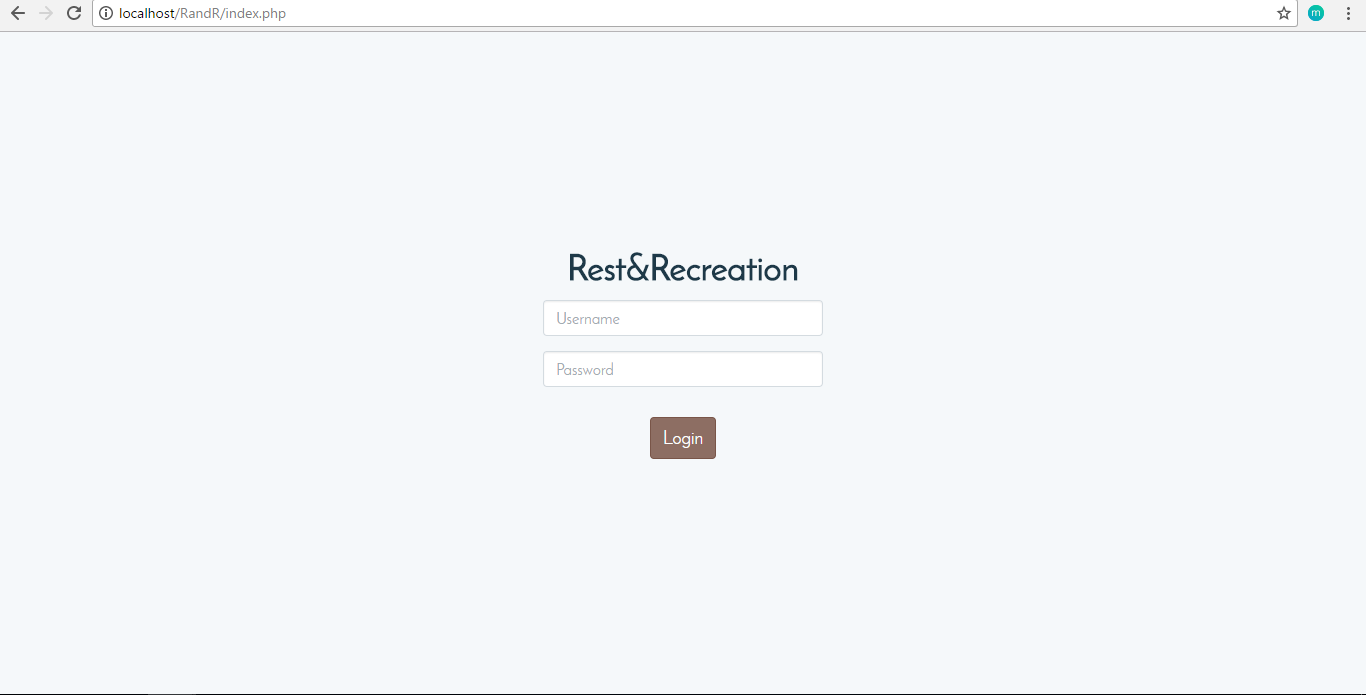 localhost/RandR/index.php
m
Rest&Recreation
Username
Password
Login